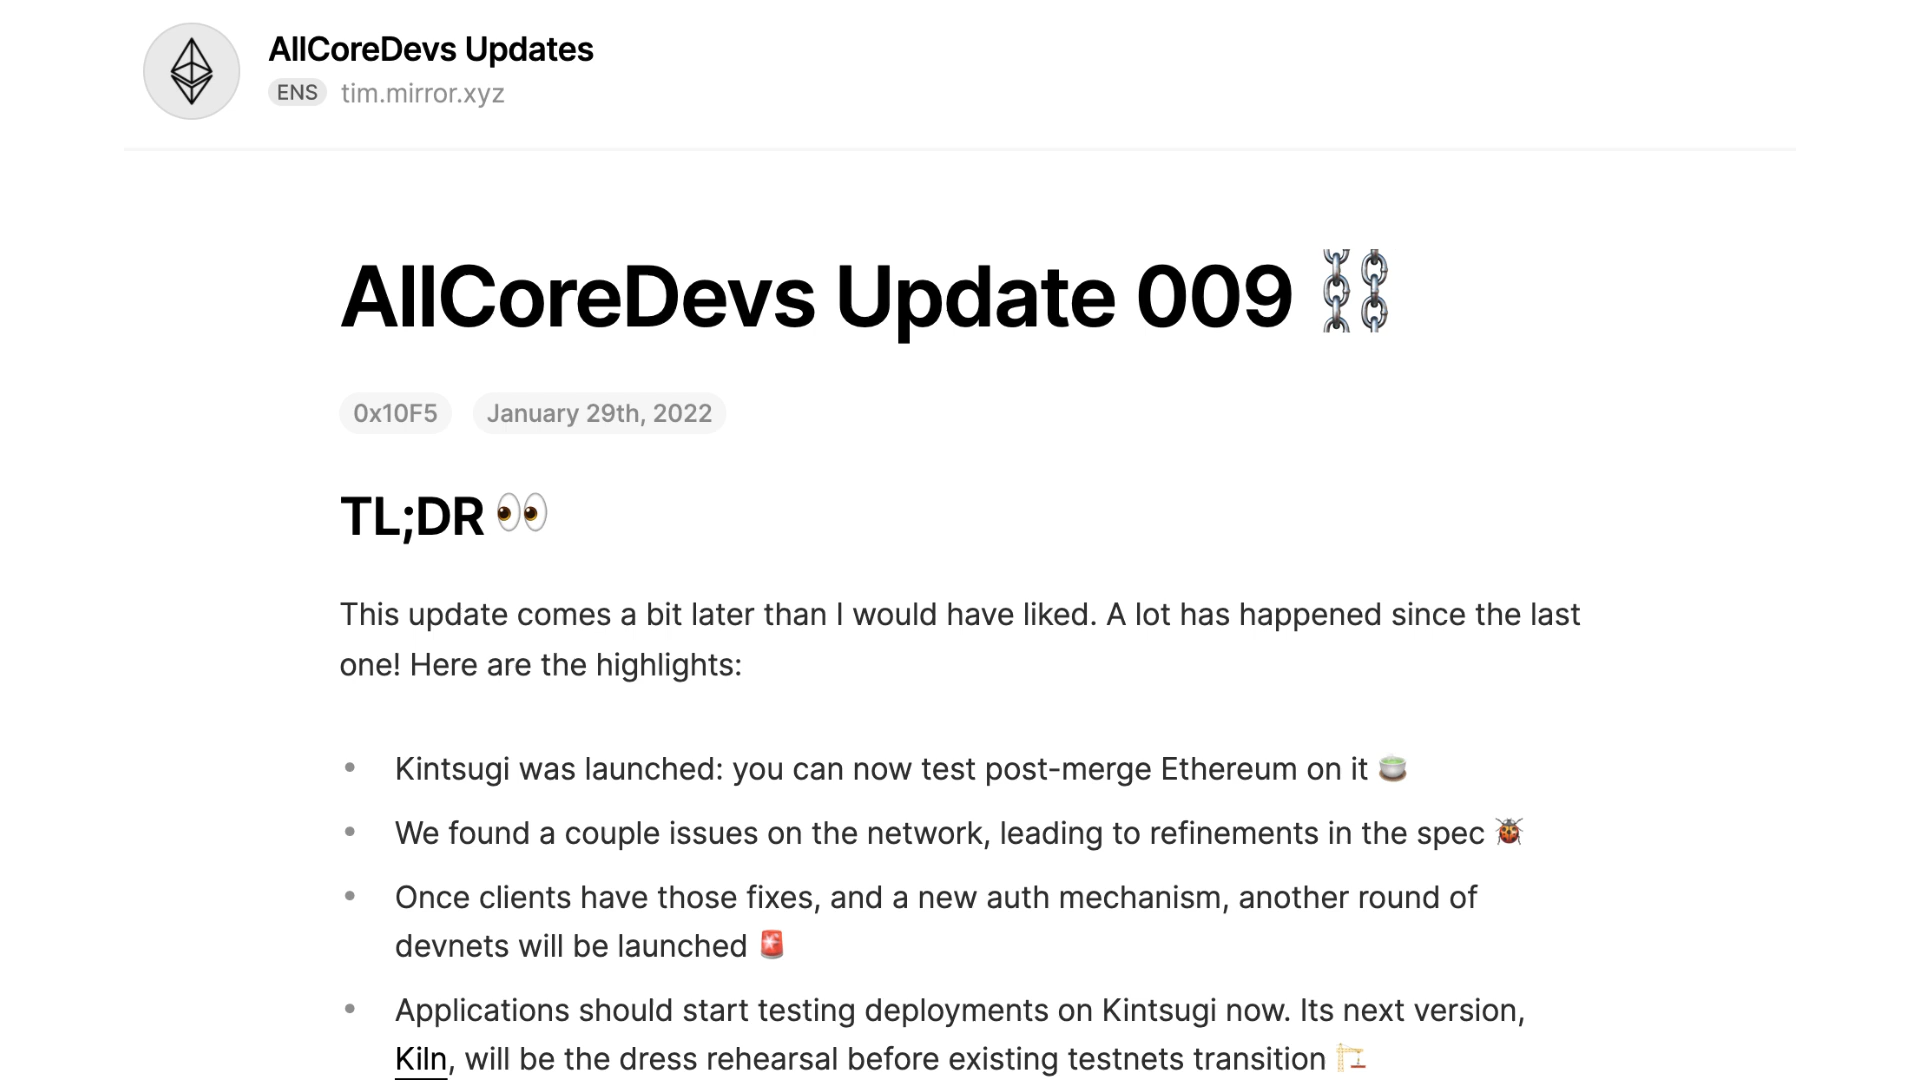 AllCoreDevs Updates
ENS tim.mirror.xyz
AllCoreDevs Update 009 ⛓
0x10F5 January 29th, 2022
TL;DR 👀
This update comes a bit later than I would have liked. A lot has happened since the last
one! Here are the highlights:
• Kintsugi was launched: you can now test post-merge Ethereum on it 🍵
• We found a couple issues on the network, leading to refinements in the spec 🐞
• Once clients have those fixes, and a new auth mechanism, another round of
devnets will be launched 🚨
• Applications should start testing deployments on Kintsugi now. Its next version,
Kiln, will be the dress rehearsal before existing testnets transition 🏗